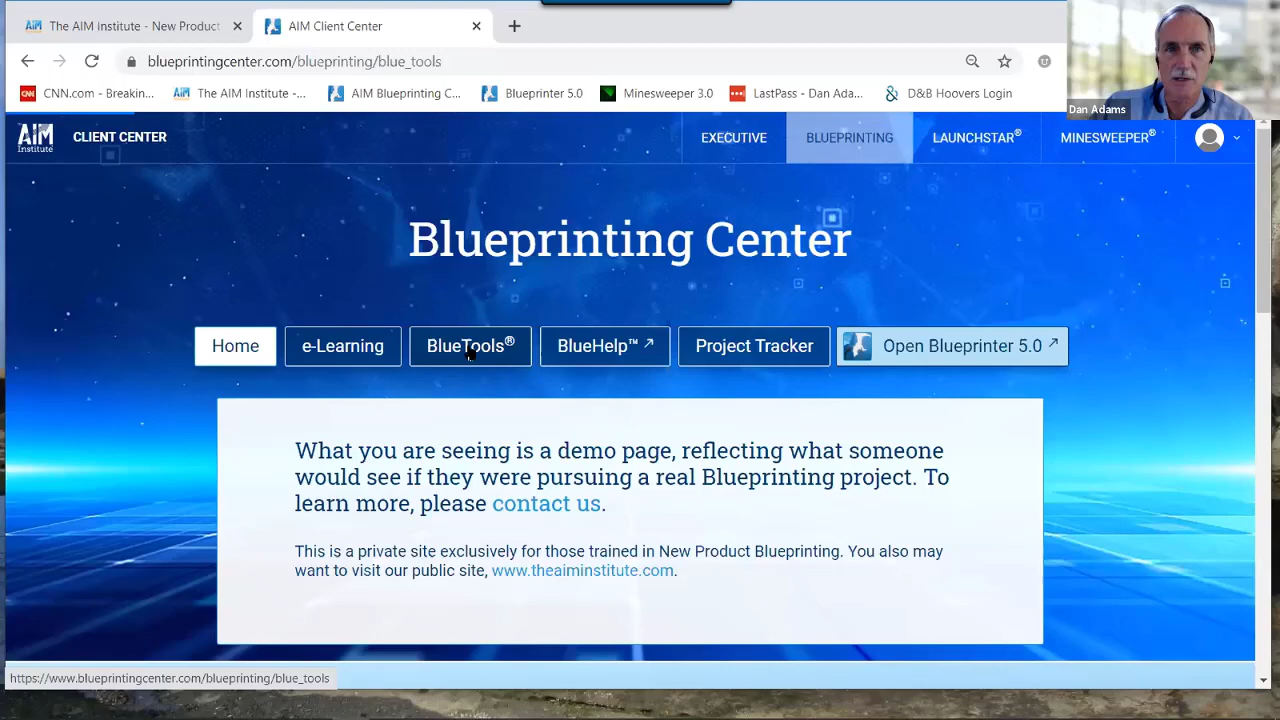 The AIM Institute - New Product
AIM Client Center
blueprintingcenter.com/blueprinting/blue_tools
CNN.com - Breakin...
The AIM Institute -...
AIM Blueprinting C...
Blueprinter 5.0
Minesweeper 3.0
LastPass - Dan Ada...
D&B Hoovers Login
Dan Adams
AIM Institute
CLIENT CENTER
EXECUTIVE
BLUEPRINTING
LAUNCHSTAR®
MINESWEEPER®
Blueprinting Center
Home
e-Learning
BlueTools®
BlueHelp™
Project Tracker
Open Blueprinter 5.0
What you are seeing is a demo page, reflecting what someone
would see if they were pursuing a real Blueprinting project. To
learn more, please contact us.
This is a private site exclusively for those trained in New Product Blueprinting. You also may
want to visit our public site, www.theaiminstitute.com.
https://www.blueprintingcenter.com/blueprinting/blue_tools